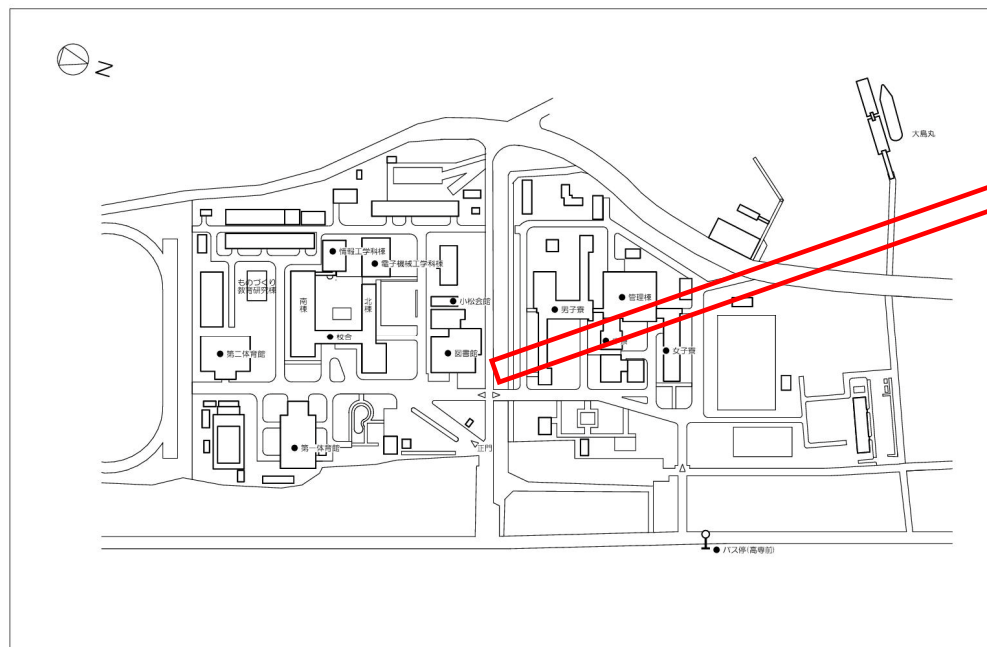 N
大島丸
情報工学科棟
電子機械工学科棟
ものづくり
教育研究棟
南棟
北棟
小松会館
管理棟
男子寮
校舎
図書館
第二体育館
女子寮
第一体育館
正門
バス停(高専前)